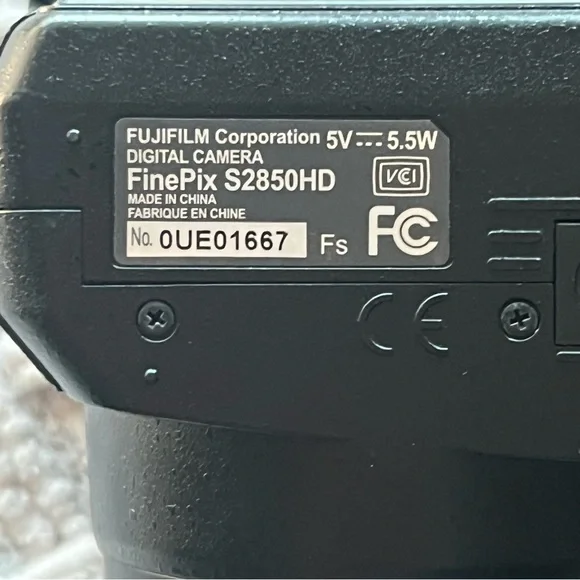 FUJIFILM Corporation 5V⎓5.5W
DIGITAL CAMERA
FinePix S2850HD
VCI
MADE IN CHINA
FABRIQUE EN CHINE
No. 0UE01667 Fs FC
CE